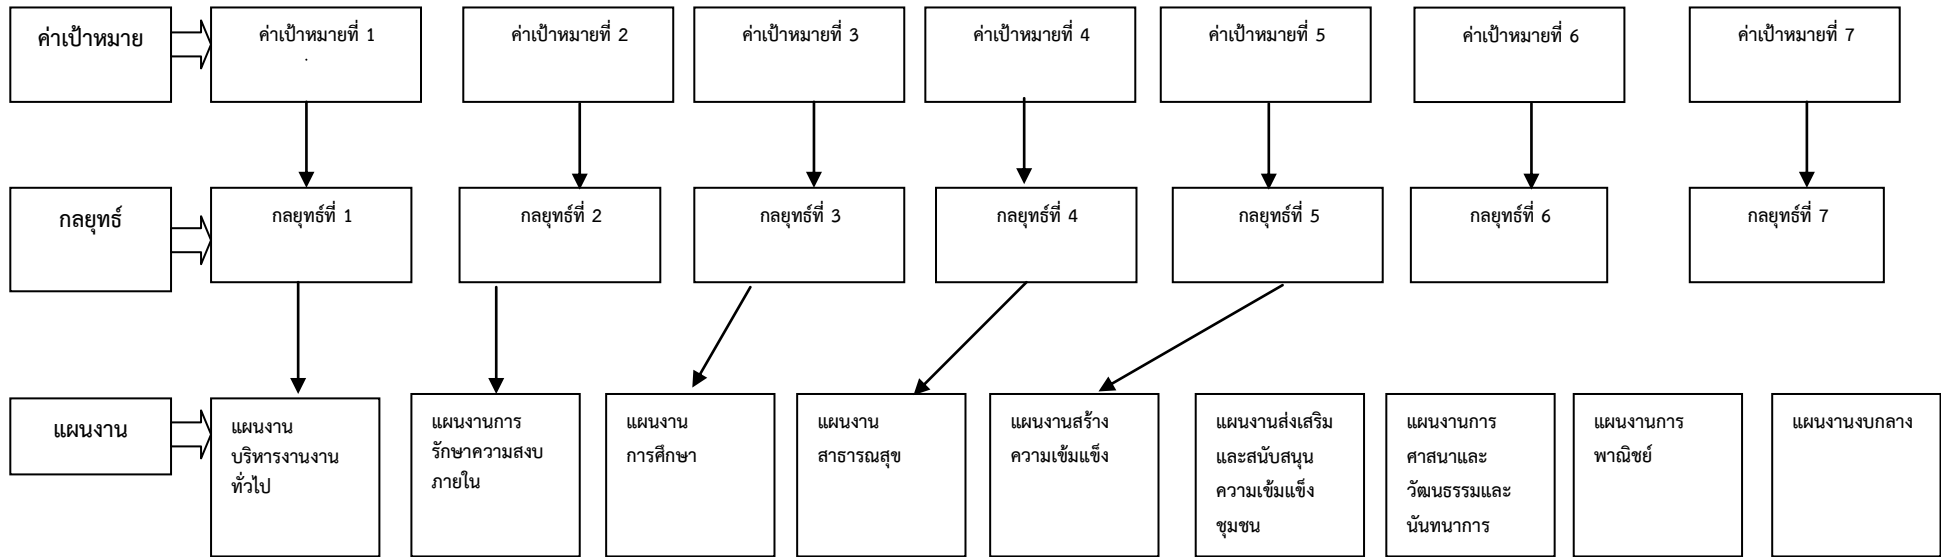 ค่าเป้าหมาย
ค่าเป้าหมายที่ 1
.
ค่าเป้าหมายที่ 2
ค่าเป้าหมายที่ 3
ค่าเป้าหมายที่ 4
ค่าเป้าหมายที่ 5
ค่าเป้าหมายที่ 6
ค่าเป้าหมายที่ 7
กลยุทธ์
กลยุทธ์ที่ 1
กลยุทธ์ที่ 2
กลยุทธ์ที่ 3
กลยุทธ์ที่ 4
กลยุทธ์ที่ 5
กลยุทธ์ที่ 6
กลยุทธ์ที่ 7
แผนงาน
แผนงาน
บริหารงานงาน
ทั่วไป
แผนงานการ
รักษาความสงบ
ภายใน
แผนงาน
การศึกษา
แผนงาน
สาธารณสุข
แผนงานสร้าง
ความเข้มแข็ง
แผนงานส่งเสริม
และสนับสนุน
ความเข้มแข็ง
ชุมชน
แผนงานการ
ศาสนาและ
วัฒนธรรมและ
นันทนาการ
แผนงานการ
พาณิชย์
แผนงานงบกลาง